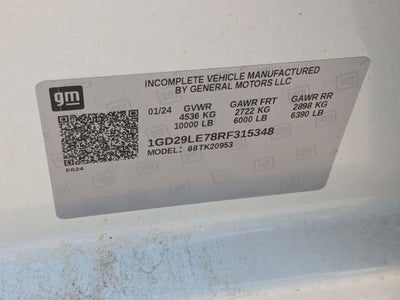 gm
INCOMPLETE VEHICLE MANUFACTURED
BY GENERAL MOTORS LLC
01/24 GVWR GAWR FRT GAWR RR
4536 KG 2722 KG 2898 KG
10000 LB 6000 LB 6390 LB
1GD29LE78RF315348
MODEL: 88TK20953
E624